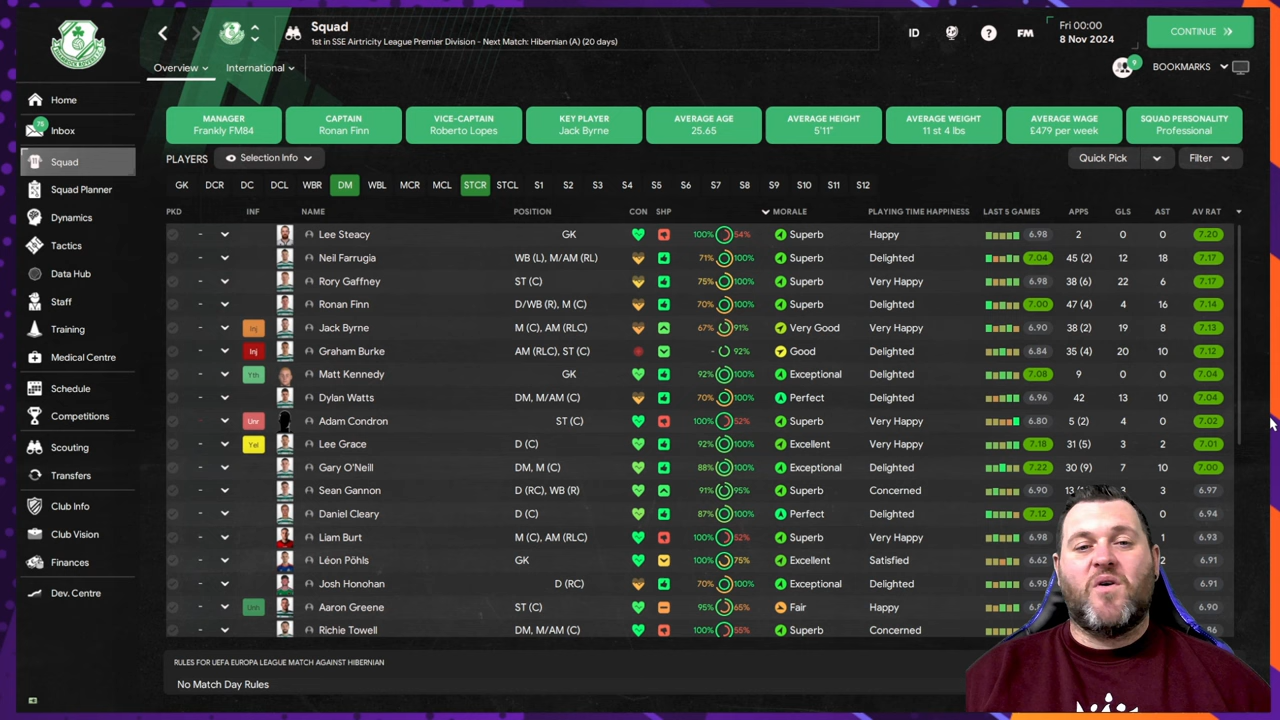 Squad
1st in SSE Airtricity League Premier Division - Next Match: Hibernian (A) (20 days)
ID
FM
Fri 00:00
8 Nov 2024
CONTINUE
Overview
International
9
BOOKMARKS
Home
75
Inbox
Squad
Squad Planner
Dynamics
Tactics
Data Hub
Staff
Training
Medical Centre
Schedule
Competitions
Scouting
Transfers
Club Info
Club Vision
Finances
Dev. Centre
MANAGER
Frankly FM84
CAPTAIN
Ronan Finn
VICE-CAPTAIN
Roberto Lopes
KEY PLAYER
Jack Byrne
AVERAGE AGE
25.65
AVERAGE HEIGHT
5'11"
AVERAGE WEIGHT
11 st 4 lbs
AVERAGE WAGE
£479 per week
SQUAD PERSONALITY
Professional
PLAYERS Selection Info Quick Pick Filter
GK DCR DC DCL WBR DM WBL MCR MCL STCR STCL S1 S2 S3 S4 S5 S6 S7 S8 S9 S10 S11 S12
PKD INF NAME POSITION CON SHP MORALE PLAYING TIME HAPPINESS LAST 5 GAMES APPS GLS AST AV RAT
- Lee Steacy GK 100% 54% Superb Happy 6.98 2 0 0 7.20
- Neil Farrugia WB (L), M/AM (RL) 71% 100% Superb Delighted 7.04 45 (2) 12 18 7.17
- Rory Gaffney ST (C) 75% 100% Superb Very Happy 6.98 38 (6) 22 6 7.17
- Ronan Finn D/WB (R), M (C) 70% 100% Superb Delighted 7.00 47 (4) 4 16 7.14
- Inj Jack Byrne M (C), AM (RLC) 67% 91% Very Good Very Happy 6.90 38 (2) 19 8 7.13
- Inj Graham Burke AM (RLC), ST (C) - 92% Good Delighted 6.84 35 (4) 20 10 7.12
- Yth Matt Kennedy GK 92% 100% Exceptional Delighted 7.08 9 0 0 7.04
- Dylan Watts DM, M/AM (C) 70% 100% Perfect Delighted 6.96 42 13 10 7.04
- Unr Adam Condron ST (C) 100% 52% Superb Very Happy 6.80 5 (2) 4 0 7.02
- Yel Lee Grace D (C) 92% 100% Excellent Very Happy 7.18 31 (5) 3 2 7.01
- Gary O'Neill DM, M (C) 88% 100% Exceptional Delighted 7.22 30 (9) 7 10 7.00
- Sean Gannon D (RC), WB (R) 91% 95% Superb Concerned 6.90 3 6.97
- Daniel Cleary D (C) 87% 100% Perfect Delighted 7.12 0 6.94
- Liam Burt M (C), AM (RLC) 100% 52% Superb Very Happy 6.98 1 6.93
- Léon Pöhls GK 100% 75% Excellent Satisfied 6.62 2 6.91
- Josh Honohan D (RC) 70% 100% Exceptional Delighted 6.98 6.91
- Unh Aaron Greene ST (C) 95% 65% Fair Happy 6.90
- Richie Towell DM, M/AM (C) 100% 55% Superb Concerned
RULES FOR UEFA EUROPA LEAGUE MATCH AGAINST HIBERNIAN
No Match Day Rules